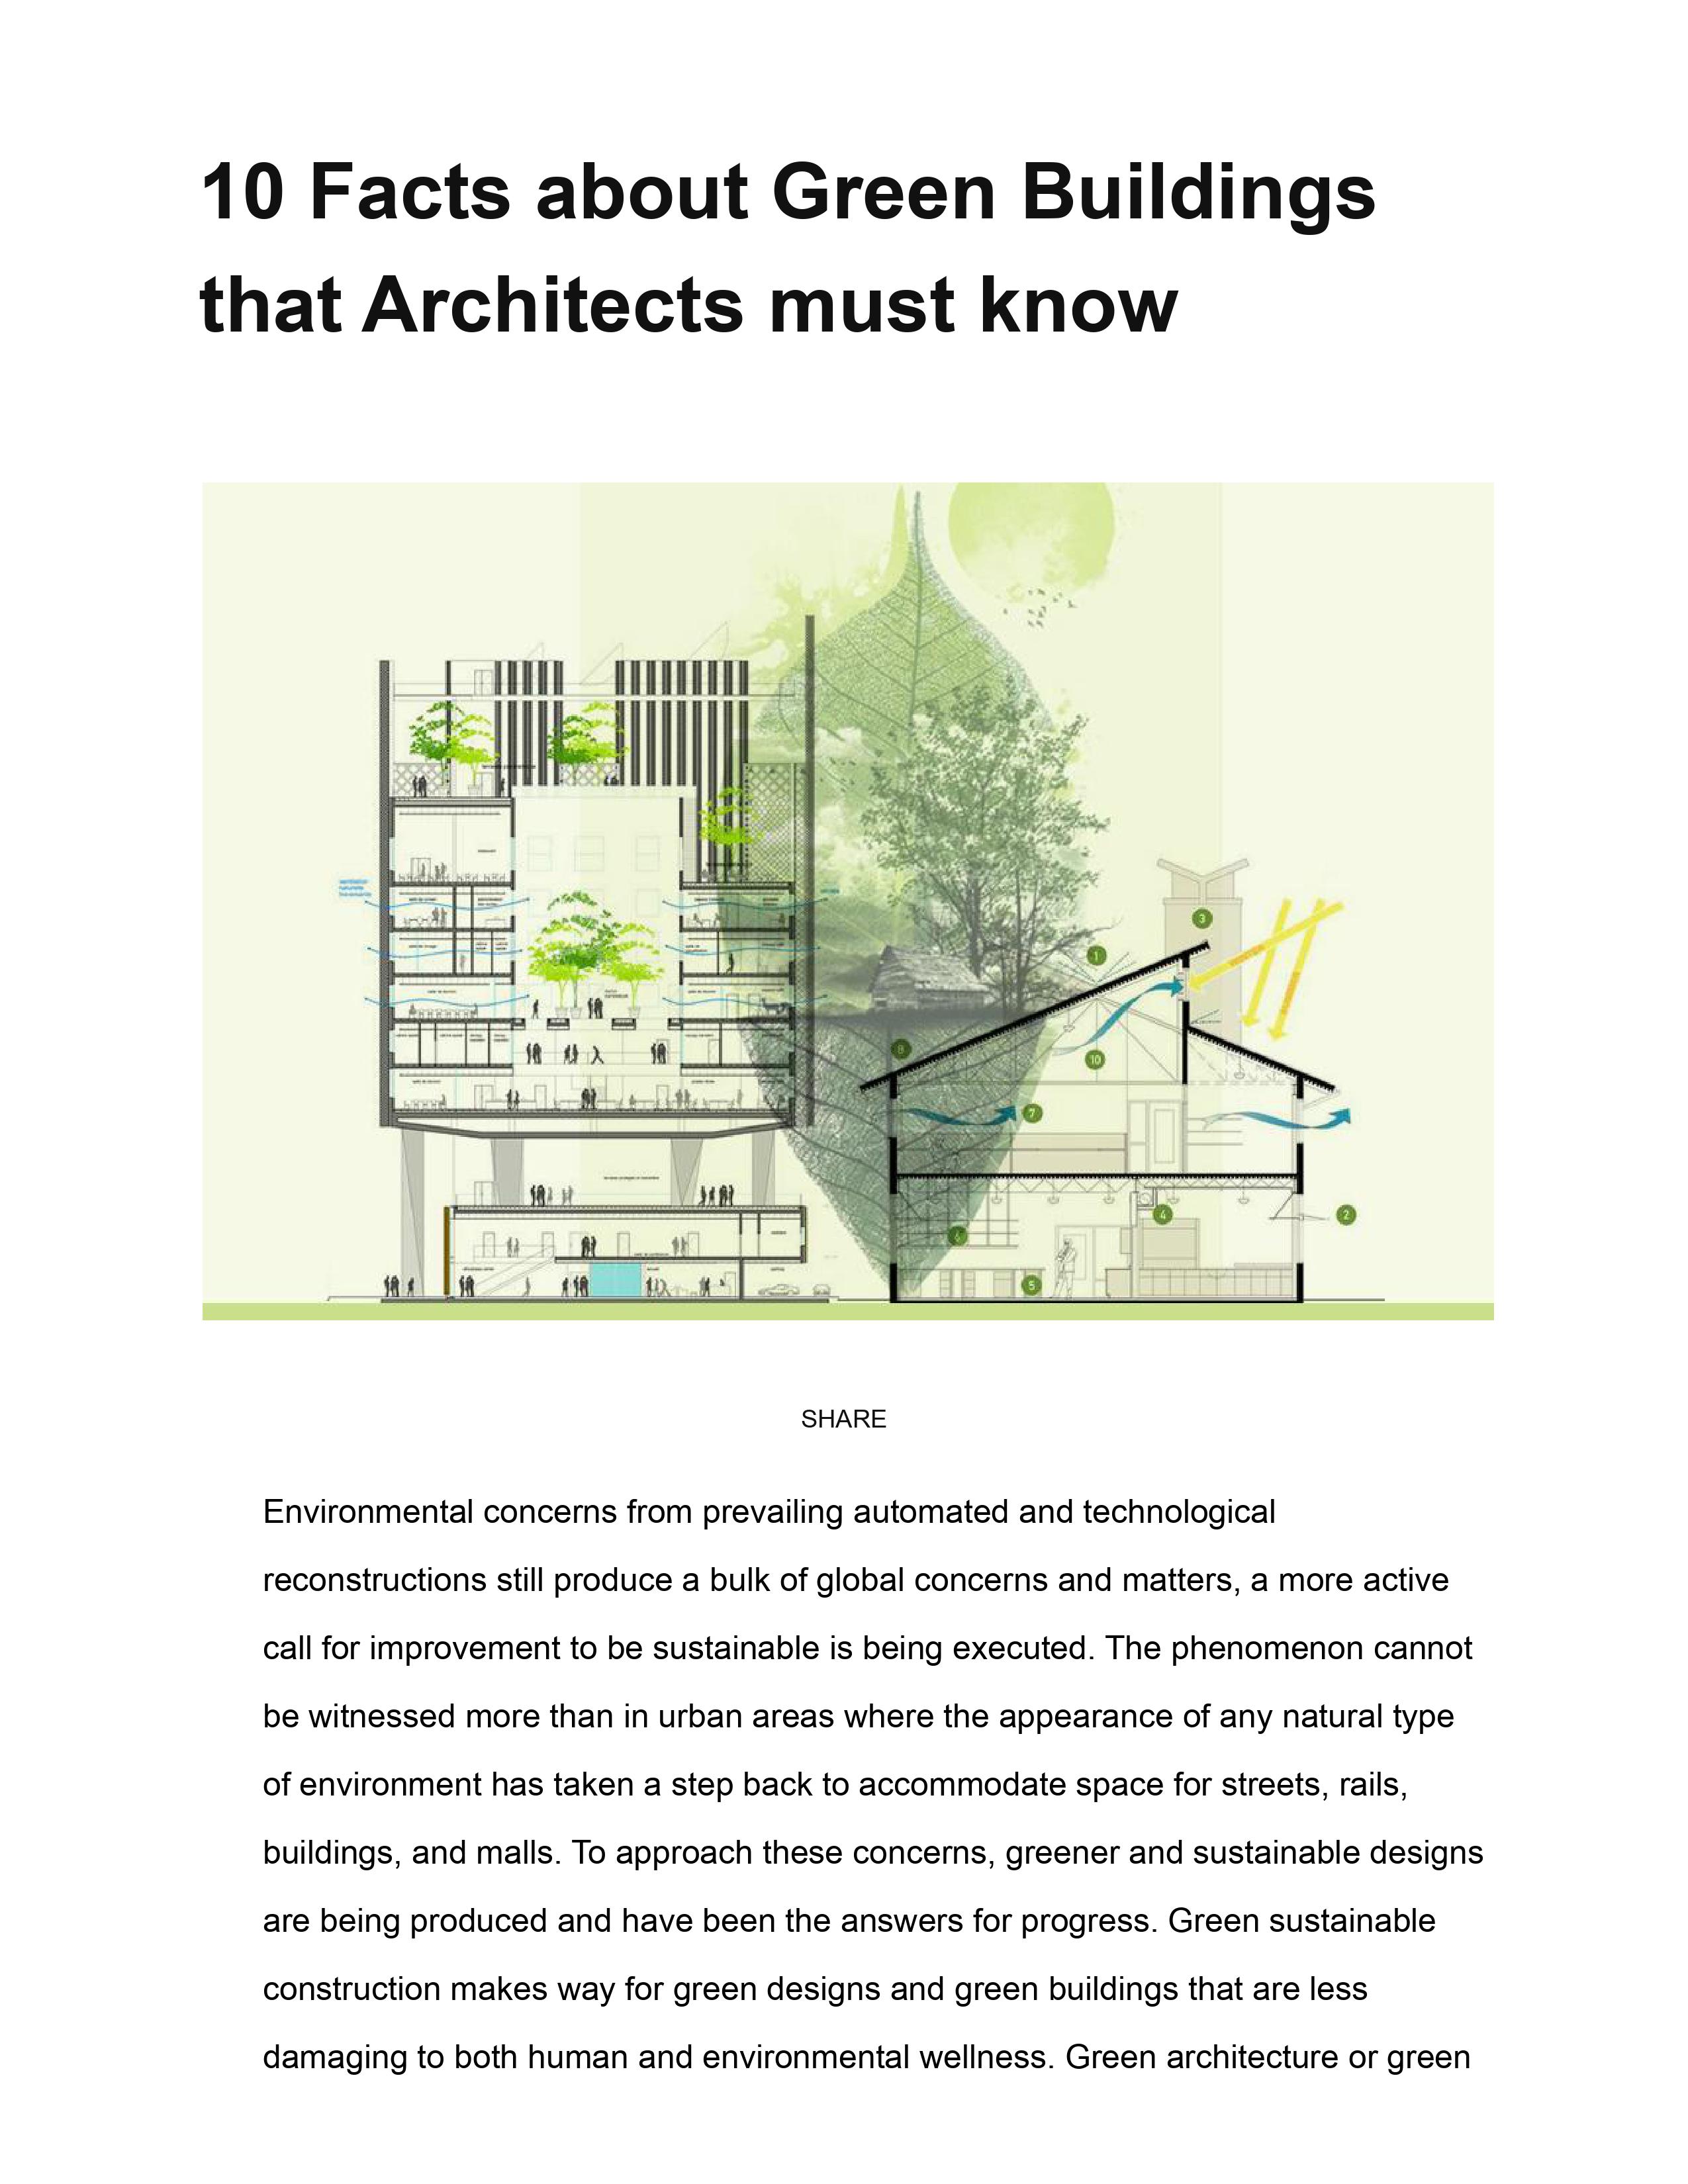 10 Facts about Green Buildings
that Architects must know
3
1
8
10
7
4
2
6
5
SHARE
Environmental concerns from prevailing automated and technological
reconstructions still produce a bulk of global concerns and matters, a more active
call for improvement to be sustainable is being executed. The phenomenon cannot
be witnessed more than in urban areas where the appearance of any natural type
of environment has taken a step back to accommodate space for streets, rails,
buildings, and malls. To approach these concerns, greener and sustainable designs
are being produced and have been the answers for progress. Green sustainable
construction makes way for green designs and green buildings that are less
damaging to both human and environmental wellness. Green architecture or green